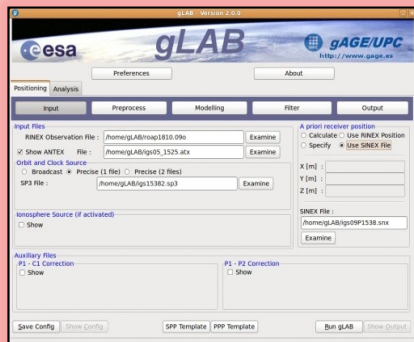 gLAB - Version 2.0.0
esa
gLAB
gAGE/UPC
http://www.gage.es
Preferences
About
Positioning
Analysis
Input
Preprocess
Modelling
Filter
Output
Input Files
RINEX Observation File : /home/gLAB/roap1810.09o Examine
Show ANTEX File : /home/gLAB/igs05_1525.atx Examine
Orbit and Clock Source
Broadcast Precise (1 file) Precise (2 files)
SP3 File : /home/gLAB/igs15382.sp3 Examine
Ionosphere Source (if activated)
Show
A priori receiver position
Calculate Use RINEX Position
Specify Use SINEX File
X [m] :
Y [m] :
Z [m] :
SINEX File :
/home/gLAB/igs09P1538.snx
Examine
Auxiliary Files
P1 - C1 Correction
Show
P1 - P2 Correction
Show
Save Config
Show Config
SPP Template
PPP Template
Run gLAB
Show Output